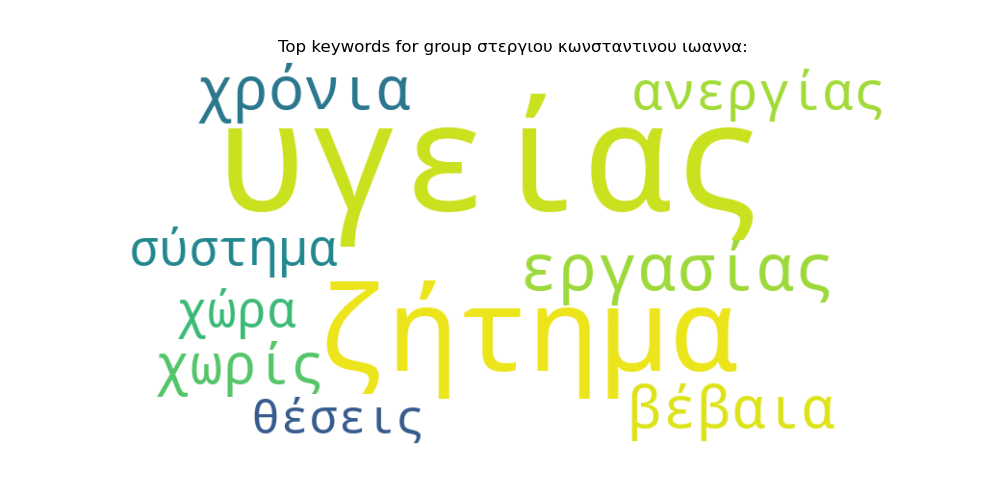 Top keywords for group στεργιου κωνσταντινου ιωαννα:
χρόνια
ανεργίας
υγείας
σύστημα
εργασίας
χώρα
ζήτημα
χωρίς
θέσεις
βέβαια